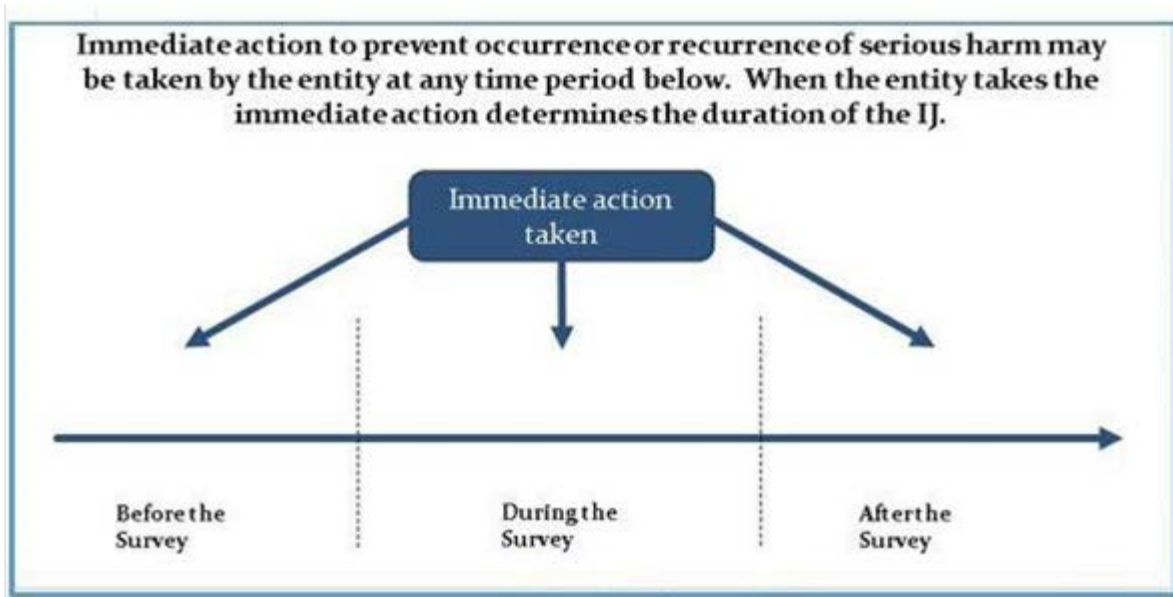 Immediate action to prevent occurrence or recurrence of serious harm may
be taken by the entity at any time period below. When the entity takes the
immediate action determines the duration of the IJ.
Immediate action
taken
Before the
Survey
During the
Survey
After the
Survey